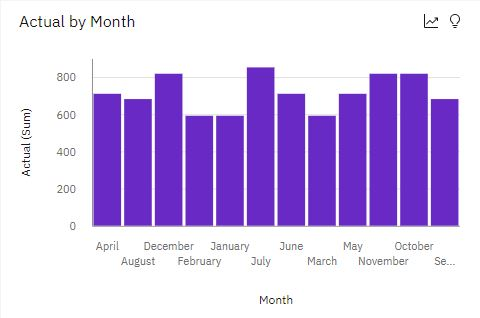 Actual by Month
800
600
400
200
0
Actual (Sum)
April
December
January
June
May
October
August
February
July
March
November
Se...
Month